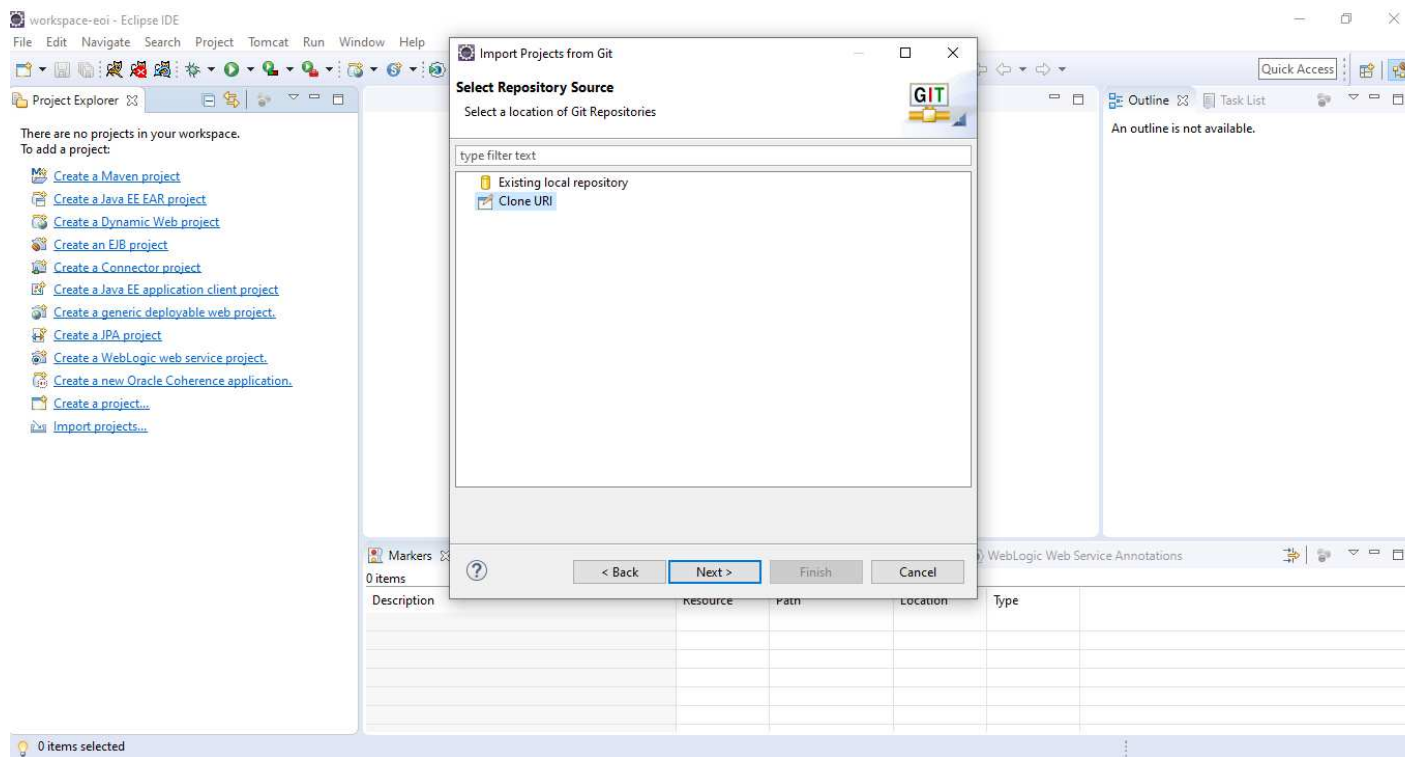 workspace-eoi - Eclipse IDE
File Edit Navigate Search Project Tomcat Run Window Help
Quick Access
Project Explorer
There are no projects in your workspace.
To add a project:
Create a Maven project
Create a Java EE EAR project
Create a Dynamic Web project
Create an EJB project
Create a Connector project
Create a Java EE application client project
Create a generic deployable web project.
Create a JPA project
Create a WebLogic web service project.
Create a new Oracle Coherence application.
Create a project...
Import projects...
Import Projects from Git
Select Repository Source
Select a location of Git Repositories
GIT
type filter text
Existing local repository
Clone URI
< Back Next > Finish Cancel
Outline Task List
An outline is not available.
Markers WebLogic Web Service Annotations
0 items
Description Resource Path Location Type
0 items selected